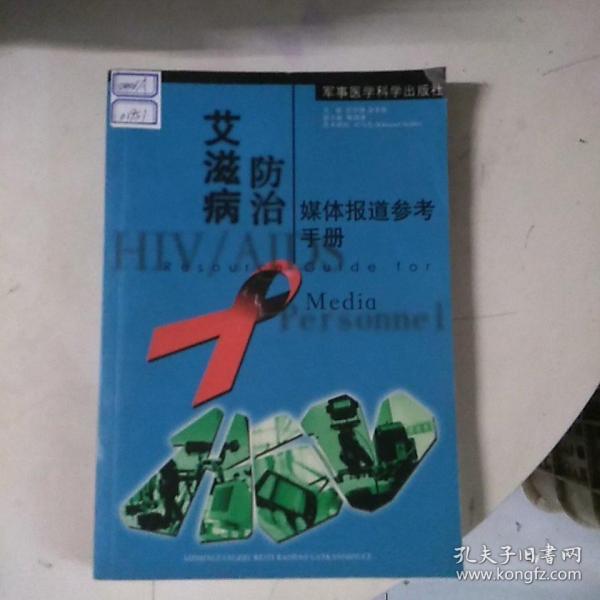 军事医学科学出版社
艾滋病
防治
媒体报道参考
手册
HIV/AIDS
Resource Guide for
Media
Personnel
HIV
孔夫子旧书网
www.kongfz.com